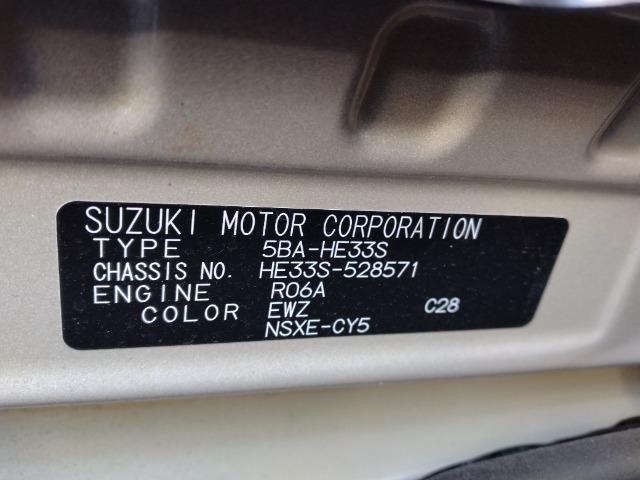 SUZUKI MOTOR CORPORATION
TYPE 5BA-HE33S
CHASSIS NO. HE33S-528571
ENGINE R06A
COLOR EWZ C28
NSXE-CY5